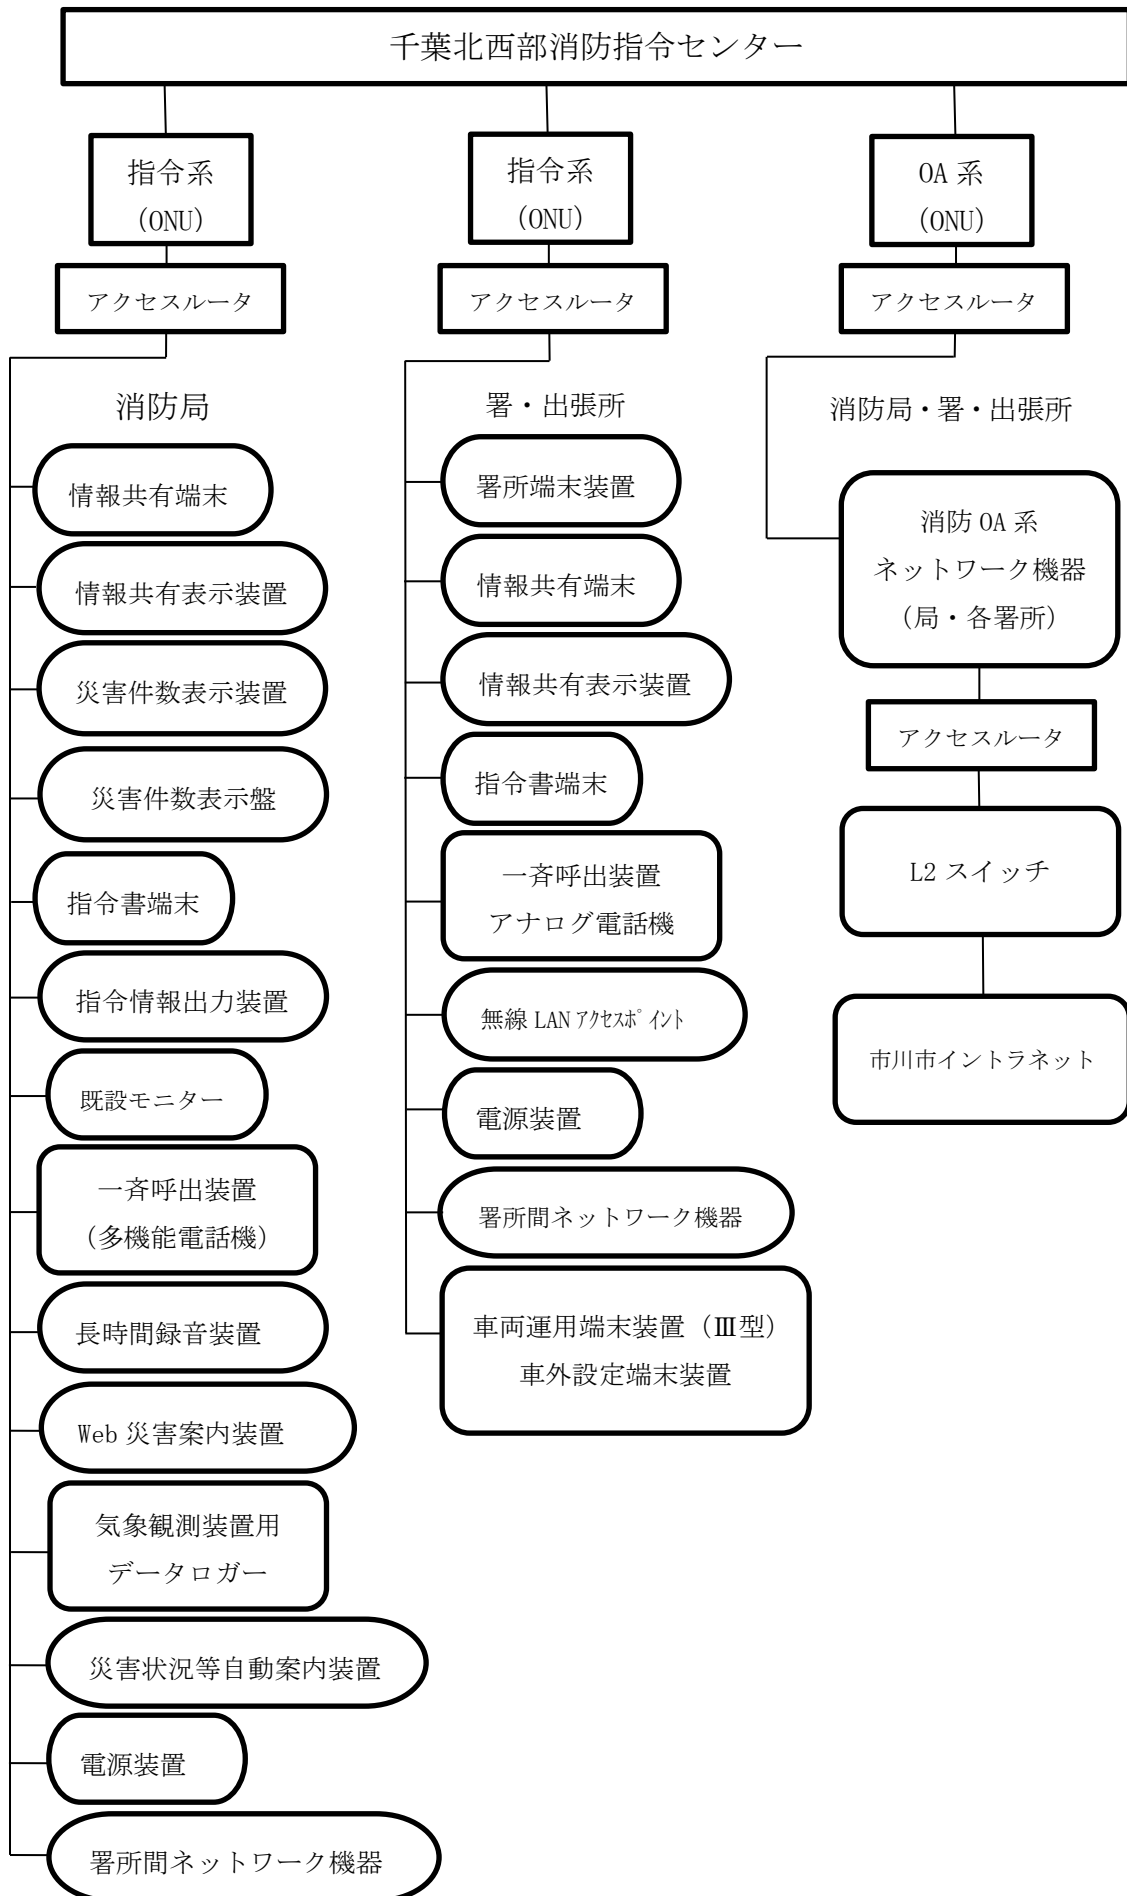 千葉北西部消防指令センター
指令系
（ONU）
アクセスルータ
消防局
情報共有端末
情報共有表示装置
災害件数表示装置
災害件数表示盤
指令書端末
指令情報出力装置
既設モニター
一斉呼出装置
（多機能電話機）
長時間録音装置
Web 災害案内装置
気象観測装置用
データロガー
災害状況等自動案内装置
電源装置
署所間ネットワーク機器
指令系
（ONU）
アクセスルータ
署・出張所
署所端末装置
情報共有端末
情報共有表示装置
指令書端末
一斉呼出装置
アナログ電話機
無線 LAN ｱｸｾｽﾎﾟｲﾝﾄ
電源装置
署所間ネットワーク機器
車両運用端末装置（Ⅲ型）
車外設定端末装置
OA 系
（ONU）
アクセスルータ
消防局・署・出張所
消防 OA 系
ネットワーク機器
（局・各署所）
アクセスルータ
L2 スイッチ
市川市イントラネット